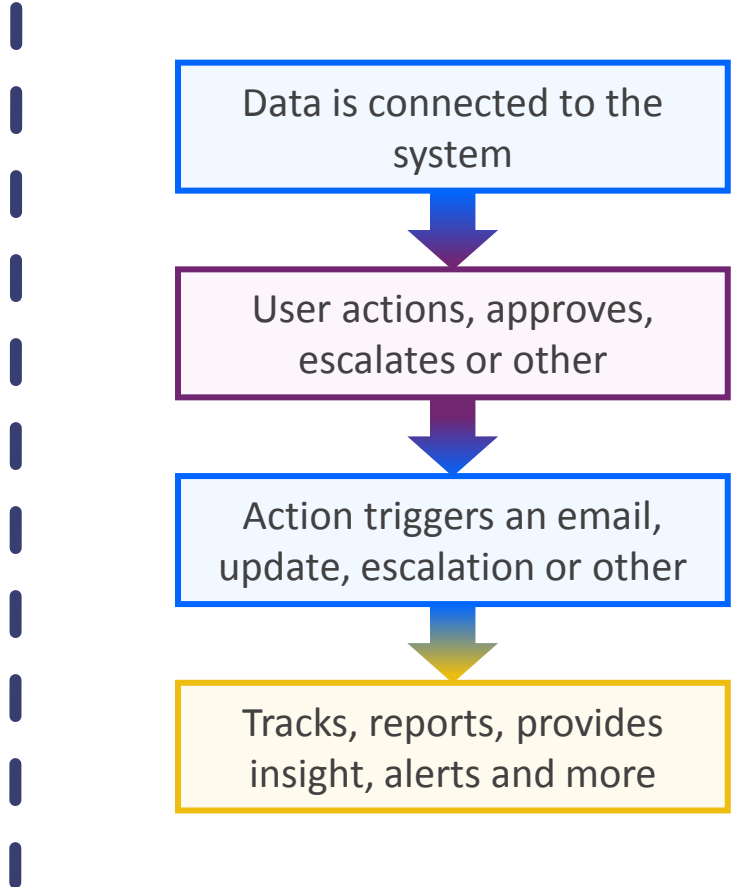 Data is connected to the
system
User actions, approves,
escalates or other
Action triggers an email,
update, escalation or other
Tracks, reports, provides
insight, alerts and more